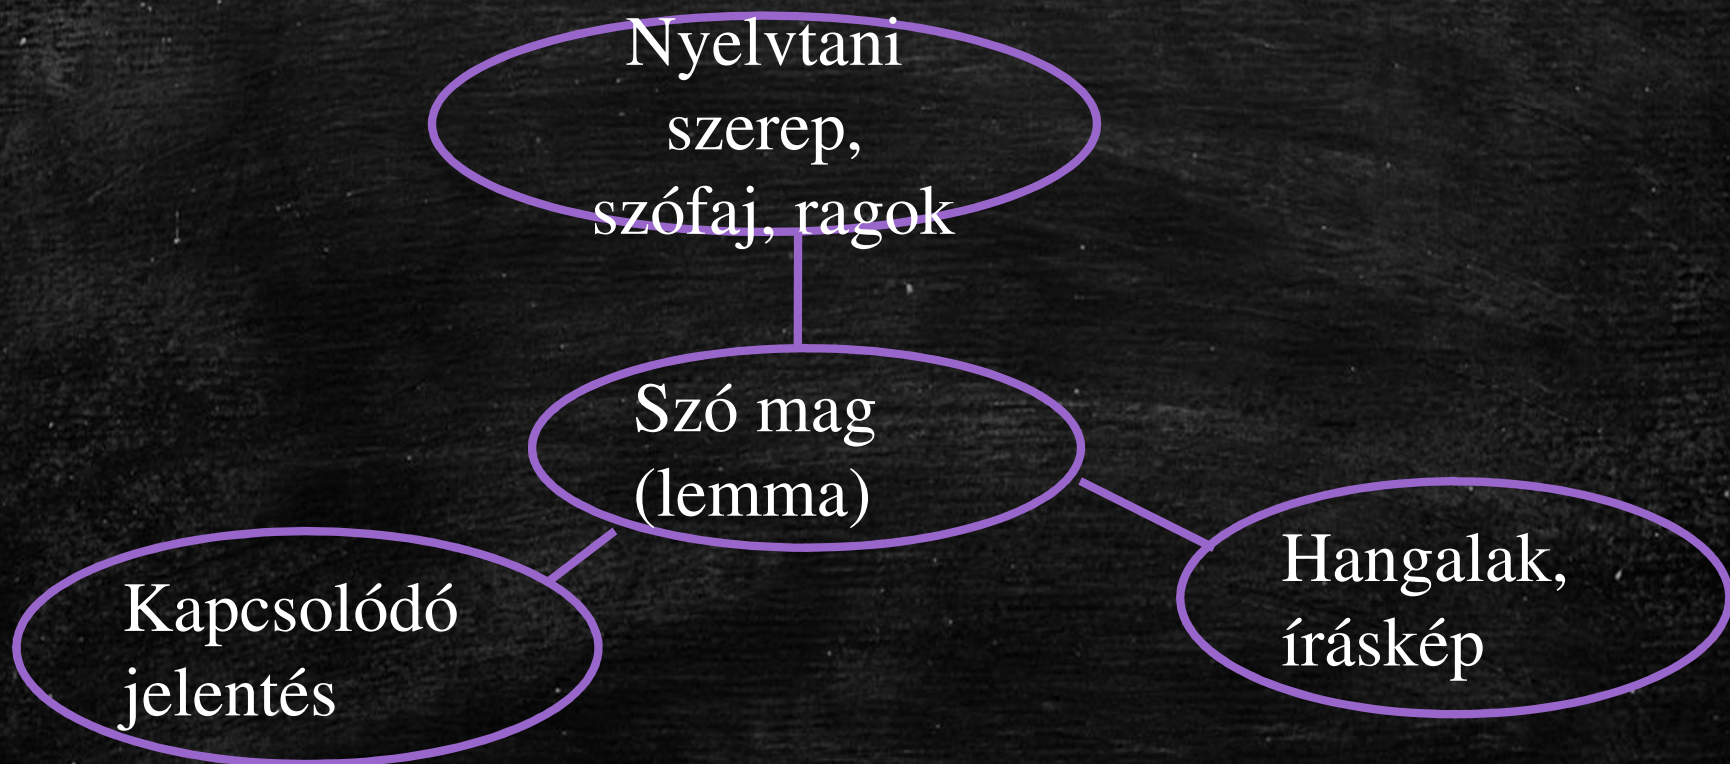 Nyelvtani
szerep,
szófaj, ragok
Szó mag
(lemma)
Kapcsolódó
jelentés
Hangalak,
íráskép